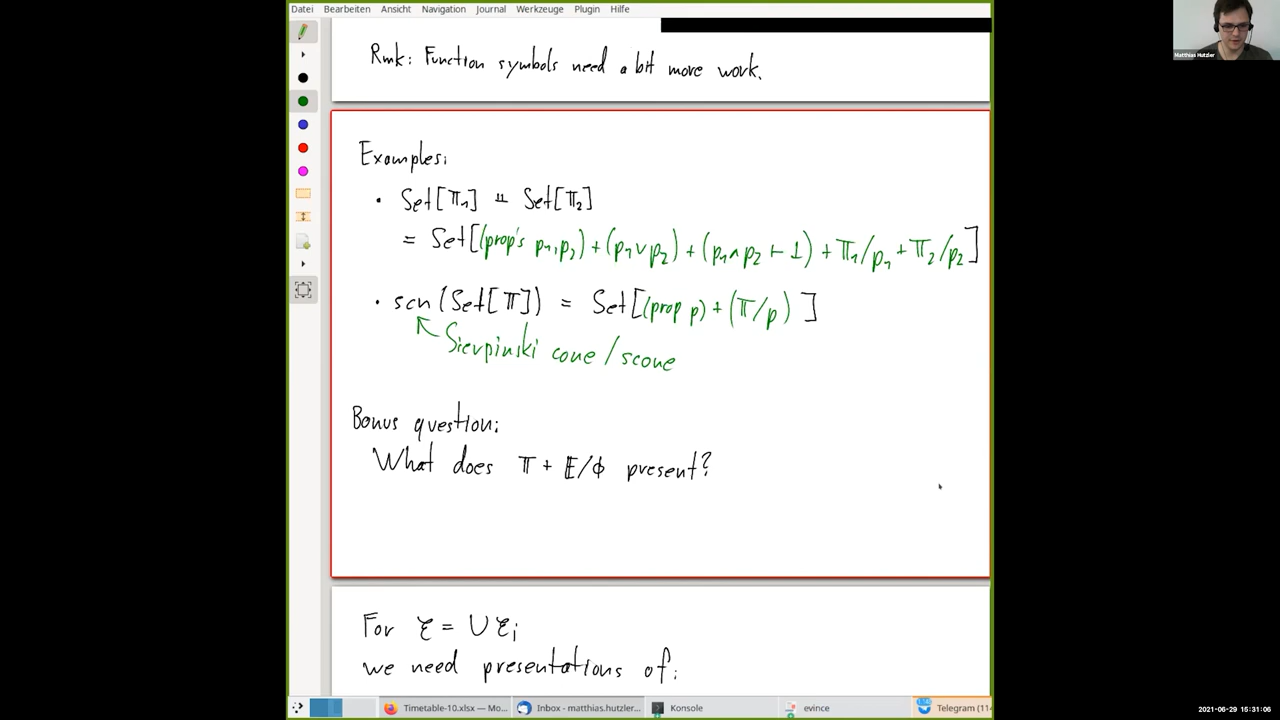 Datei Bearbeiten Ansicht Navigation Journal Werkzeuge Plugin Hilfe
Matthias Hutzler
Rmk: Function symbols need a bit more work.
Examples:
• Set[𝕋₁] ⨿ Set[𝕋₂]
= Set[(prop's p₁,p₂) + (p₁∨p₂) + (p₁∧p₂ ⊢ ⊥) + 𝕋₁/p₁ + 𝕋₂/p₂]
• scn(Set[𝕋]) = Set[(prop p) + (𝕋/p)]
Sierpinski cone / scone
Bonus question:
What does 𝕋 + 𝔼/ϕ present?
For ℰ = ∪ ℰᵢ
we need presentations of:
Timetable-10.xlsx — Mo... Inbox - matthias.hutzler... Konsole evince Telegram (114
2021-06-29 15:31:06